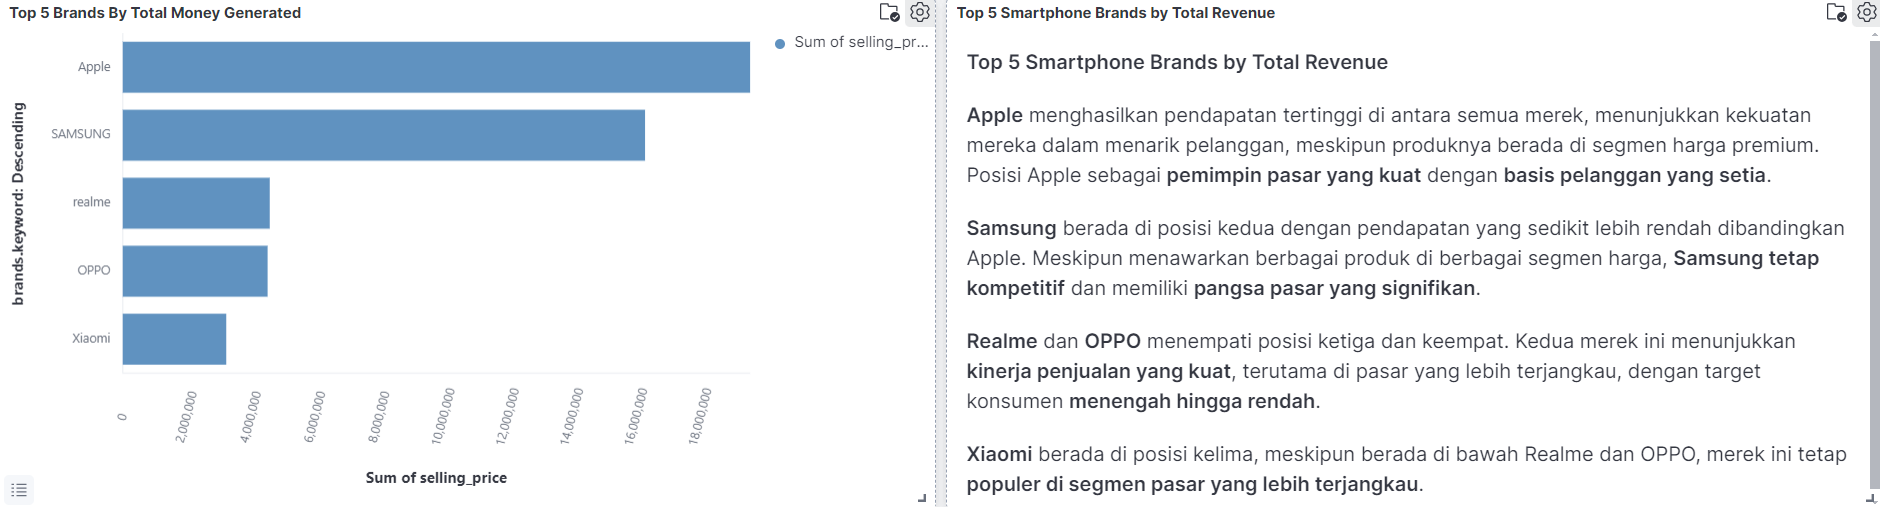 Top 5 Brands By Total Money Generated
Sum of selling_pr...
brands.keyword: Descending
Apple
SAMSUNG
realme
OPPO
Xiaomi
0
2,000,000
4,000,000
6,000,000
8,000,000
10,000,000
12,000,000
14,000,000
16,000,000
18,000,000
Sum of selling_price
Top 5 Smartphone Brands by Total Revenue
Top 5 Smartphone Brands by Total Revenue
Apple menghasilkan pendapatan tertinggi di antara semua merek, menunjukkan kekuatan
mereka dalam menarik pelanggan, meskipun produknya berada di segmen harga premium.
Posisi Apple sebagai pemimpin pasar yang kuat dengan basis pelanggan yang setia.
Samsung berada di posisi kedua dengan pendapatan yang sedikit lebih rendah dibandingkan
Apple. Meskipun menawarkan berbagai produk di berbagai segmen harga, Samsung tetap
kompetitif dan memiliki pangsa pasar yang signifikan.
Realme dan OPPO menempati posisi ketiga dan keempat. Kedua merek ini menunjukkan
kinerja penjualan yang kuat, terutama di pasar yang lebih terjangkau, dengan target
konsumen menengah hingga rendah.
Xiaomi berada di posisi kelima, meskipun berada di bawah Realme dan OPPO, merek ini tetap
populer di segmen pasar yang lebih terjangkau.